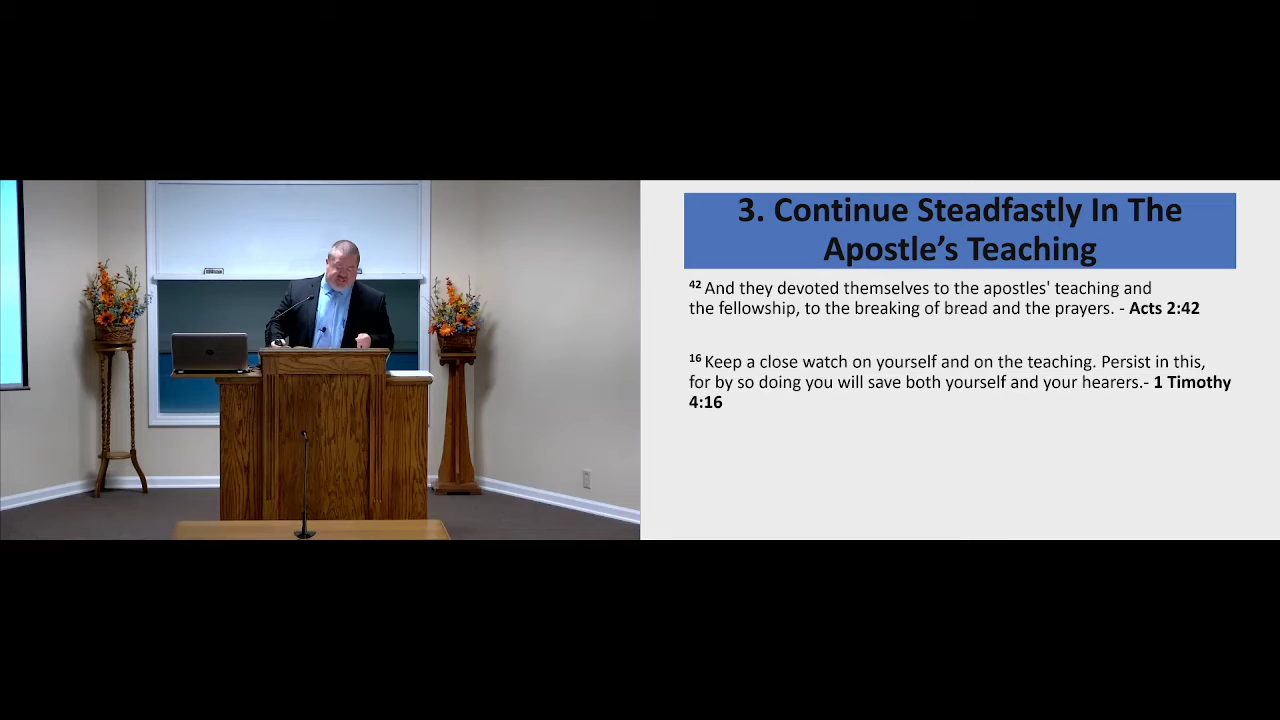 3. Continue Steadfastly In The
Apostle’s Teaching
42 And they devoted themselves to the apostles' teaching and
the fellowship, to the breaking of bread and the prayers. - Acts 2:42
16 Keep a close watch on yourself and on the teaching. Persist in this,
for by so doing you will save both yourself and your hearers.- 1 Timothy
4:16